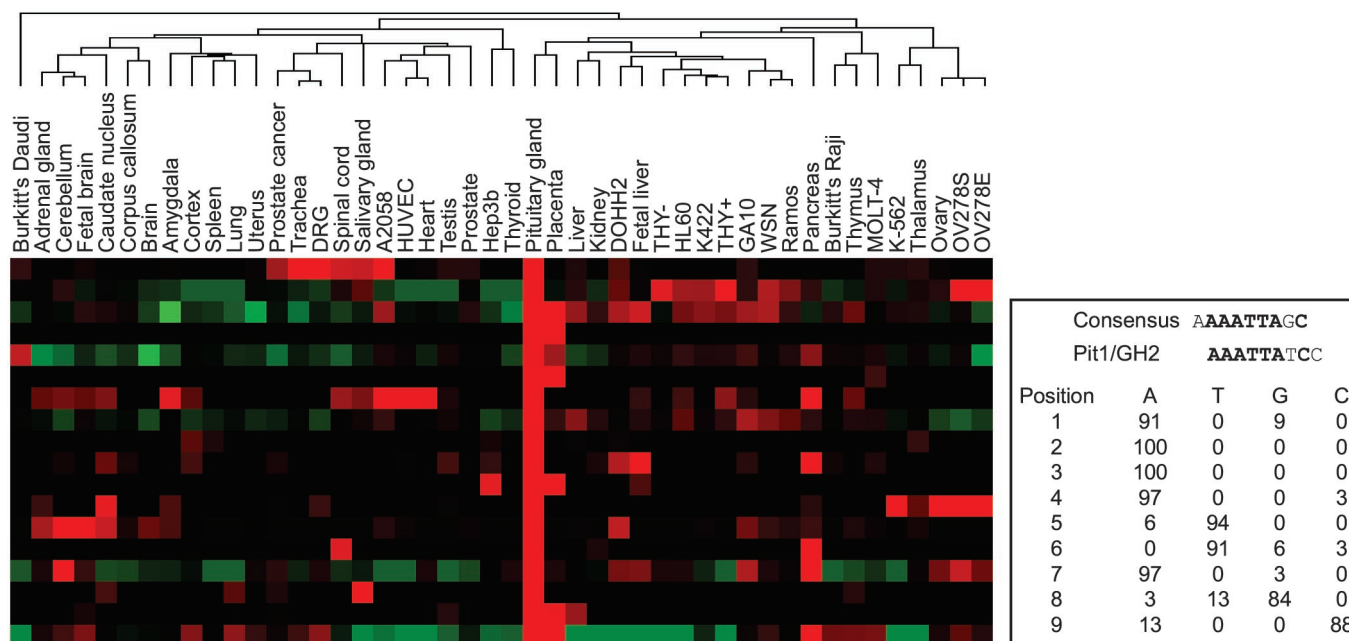 Burkitt's Daudi
Adrenal gland
Cerebellum
Fetal brain
Caudate nucleus
Corpus callosum
Brain
Amygdala
Cortex
Spleen
Lung
Uterus
Prostate cancer
Trachea
DRG
Spinal cord
Salivary gland
A2058
HUVEC
Heart
Testis
Prostate
Hep3b
Thyroid
Pituitary gland
Placenta
Liver
Kidney
DOHH2
Fetal liver
THY-
HL60
K422
THY+
GA10
WSN
Ramos
Pancreas
Burkitt's Raji
Thymus
MOLT-4
K-562
Thalamus
Ovary
OV278S
OV278E
Consensus AAAATTAGC
Pit1/GH2 AAATTATCC
Position A T G C
1 91 0 9 0
2 100 0 0 0
3 100 0 0 0
4 97 0 0 3
5 6 94 0 0
6 0 91 6 3
7 97 0 3 0
8 3 13 84 0
9 13 0 0 88